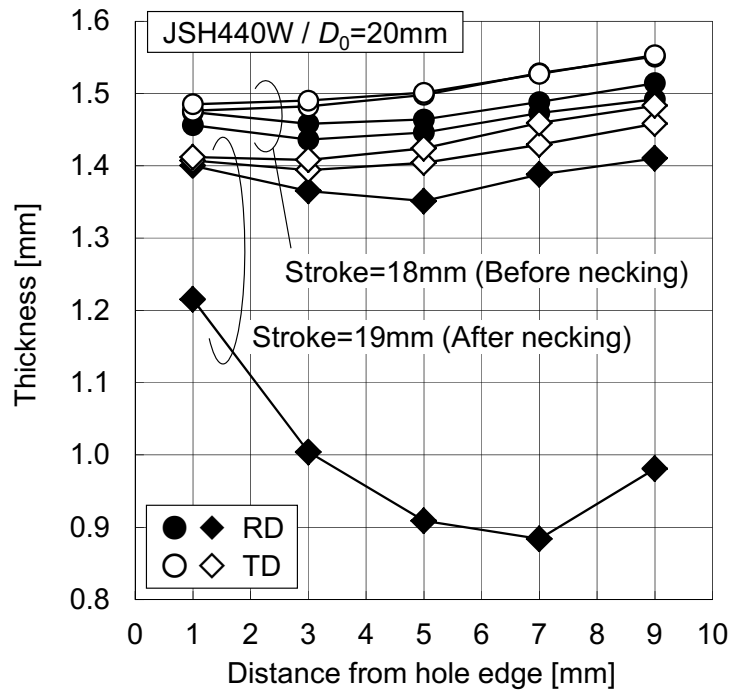 JSH440W / D0=20mm
1.6
1.5
1.4
1.3
1.2
1.1
1.0
0.9
0.8
Thickness [mm]
Stroke=18mm (Before necking)
Stroke=19mm (After necking)
RD
TD
0 1 2 3 4 5 6 7 8 9 10
Distance from hole edge [mm]